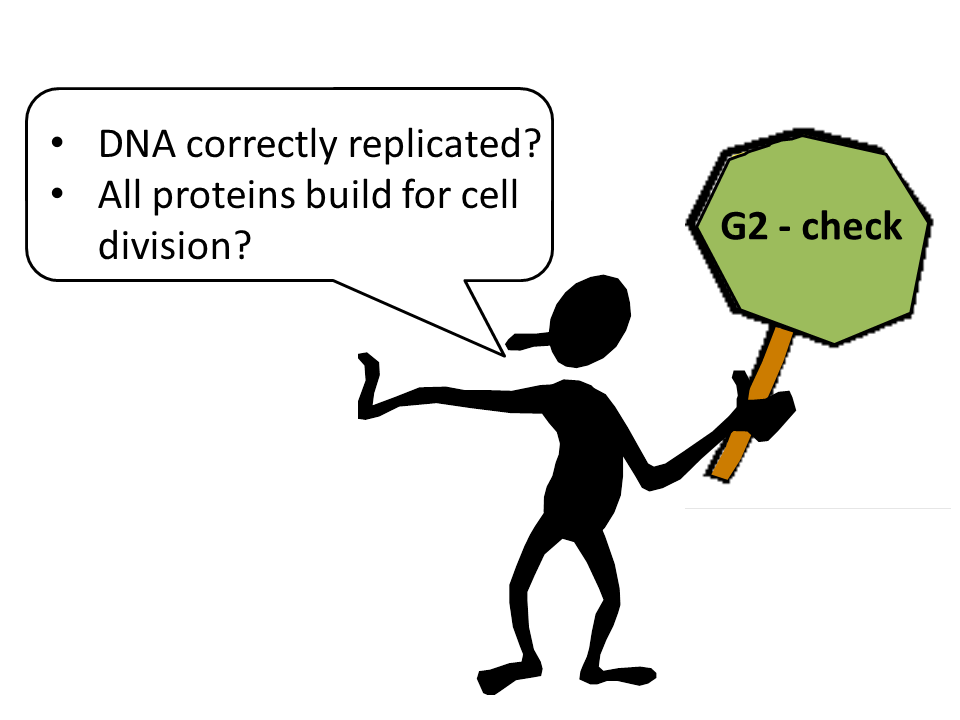 • DNA correctly replicated?
• All proteins build for cell
division?
G2 - check